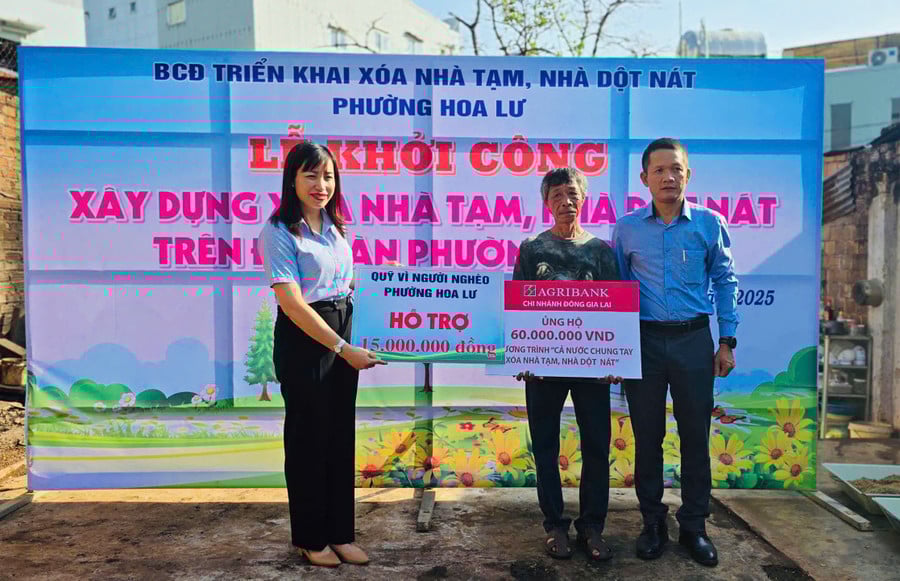 BCĐ TRIỂN KHAI XÓA NHÀ TẠM, NHÀ DỘT NÁT
PHƯỜNG HOA LƯ
LỄ KHỞI CÔNG
XÂY DỰNG NHÀ TẠM, NÁT
TRÊN PHƯỜNG
2025
QUỸ VÌ NGƯỜI NGHÈO
PHƯỜNG HOA LƯ
HỖ TRỢ
15.000.000 đồng
AGRIBANK
CHI NHÁNH ĐÔNG GIA LAI
ỦNG HỘ
60.000.000 VND
ƯƠNG TRÌNH "CẢ NƯỚC CHUNG TAY
XÓA NHÀ TẠM, NHÀ DỘT NÁT"